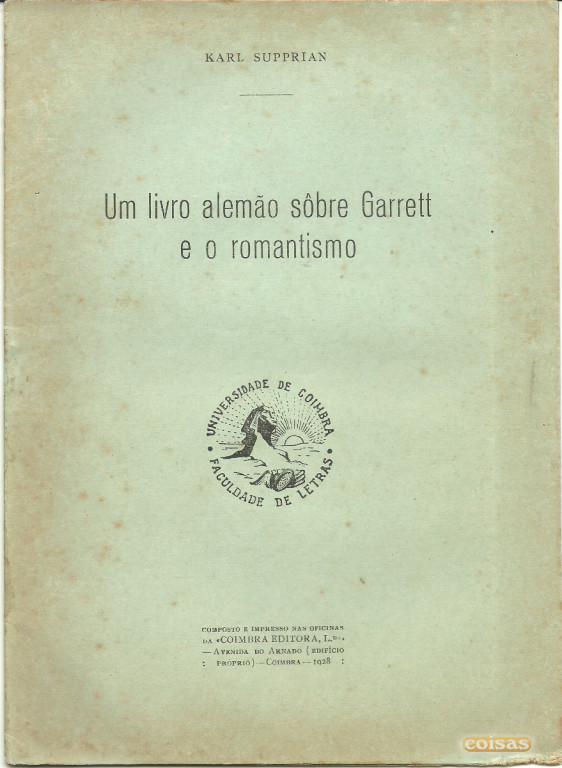 KARL SUPPRIAN
Um livro alemão sôbre Garrett
e o romantismo
• UNIVERSIDADE DE COIMBRA •
FACULDADE DE LETRAS
COMPOSTO E IMPRESSO NAS OFICINAS
DA «COIMBRA EDITORA, L.DA»
— AVENIDA DO ARNADO (EDIFÍCIO
: PRÓPRIO) — COIMBRA — 1928 :
coisas